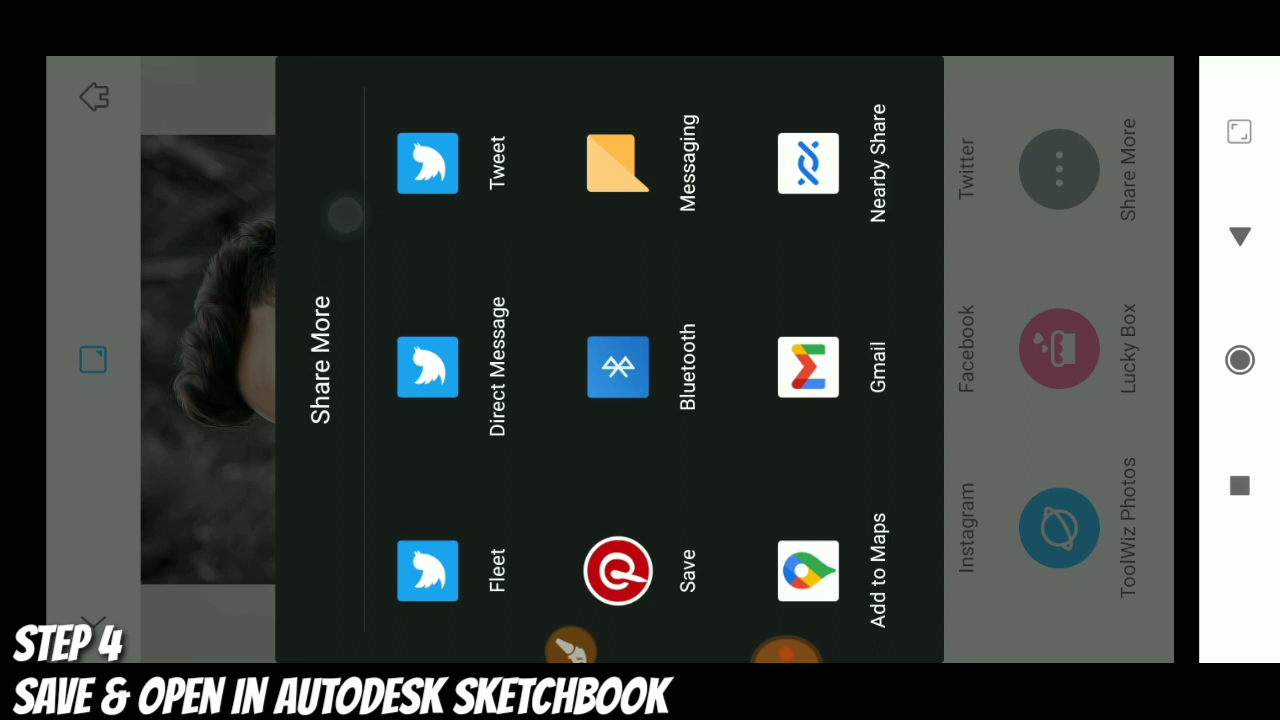 Share More
Fleet
Direct Message
Tweet
Save
Bluetooth
Messaging
Add to Maps
Gmail
Nearby Share
Instagram
Facebook
Twitter
ToolWiz Photos
Lucky Box
Share More
STEP 4
SAVE & OPEN IN AUTODESK SKETCHBOOK